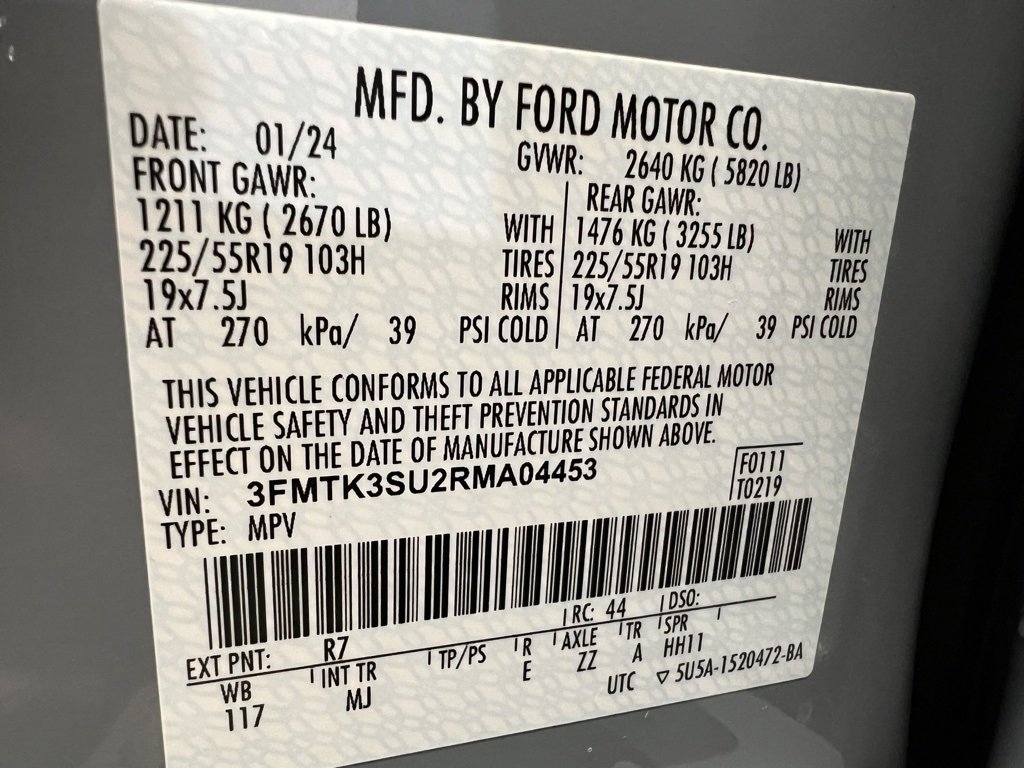 MFD. BY FORD MOTOR CO.
DATE: 01/24 GVWR: 2640 KG ( 5820 LB)
FRONT GAWR: REAR GAWR:
1211 KG ( 2670 LB) WITH 1476 KG ( 3255 LB) WITH
225/55R19 103H TIRES 225/55R19 103H TIRES
19x7.5J RIMS 19x7.5J RIMS
AT 270 kPa/ 39 PSI COLD AT 270 kPa/ 39 PSI COLD
THIS VEHICLE CONFORMS TO ALL APPLICABLE FEDERAL MOTOR
VEHICLE SAFETY AND THEFT PREVENTION STANDARDS IN
EFFECT ON THE DATE OF MANUFACTURE SHOWN ABOVE.
VIN: 3FMTK3SU2RMA04453 F0111
TYPE: MPV T0219
EXT PNT: R7 RC: 44 DSO:
WB INT TR TP/PS R AXLE TR SPR
117 MJ E ZZ A HH11
UTC ▽ 5U5A-1520472-BA